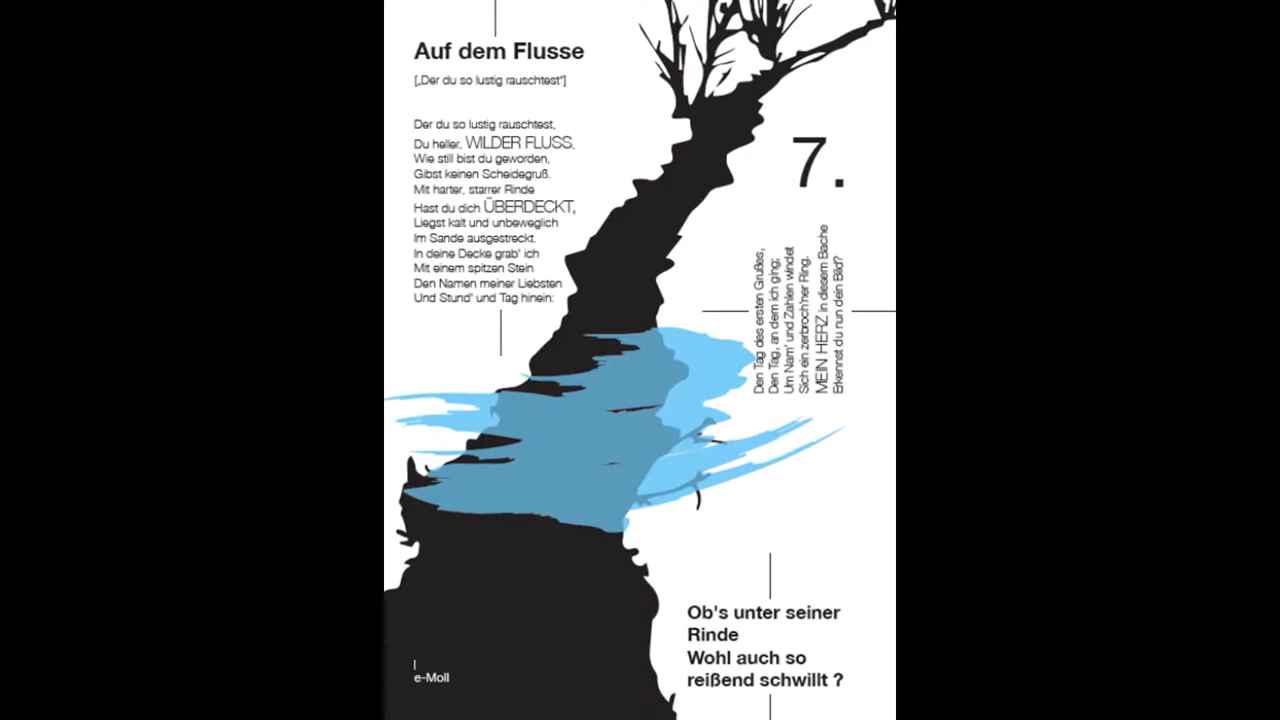 Auf dem Flusse
[„Der du so lustig rauschtest“]
Der du so lustig rauschtest,
Du heller, WILDER FLUSS,
Wie still bist du geworden,
Gibst keinen Scheidegruß.
Mit harter, starrer Rinde
Hast du dich ÜBERDECKT,
Liegst kalt und unbeweglich
Im Sande ausgestreckt.
In deine Decke grab' ich
Mit einem spitzen Stein
Den Namen meiner Liebsten
Und Stund' und Tag hinein:
7.
Den Tag des ersten Grußes,
Den Tag, an dem ich ging;
Um Nam' und Zahlen windet
Sich ein zerbroch'ner Ring.
MEIN HERZ in diesem Bache
Erkennst du nun dein Bild?
Ob's unter seiner
Rinde
Wohl auch so
reißend schwillt ?
e-Moll